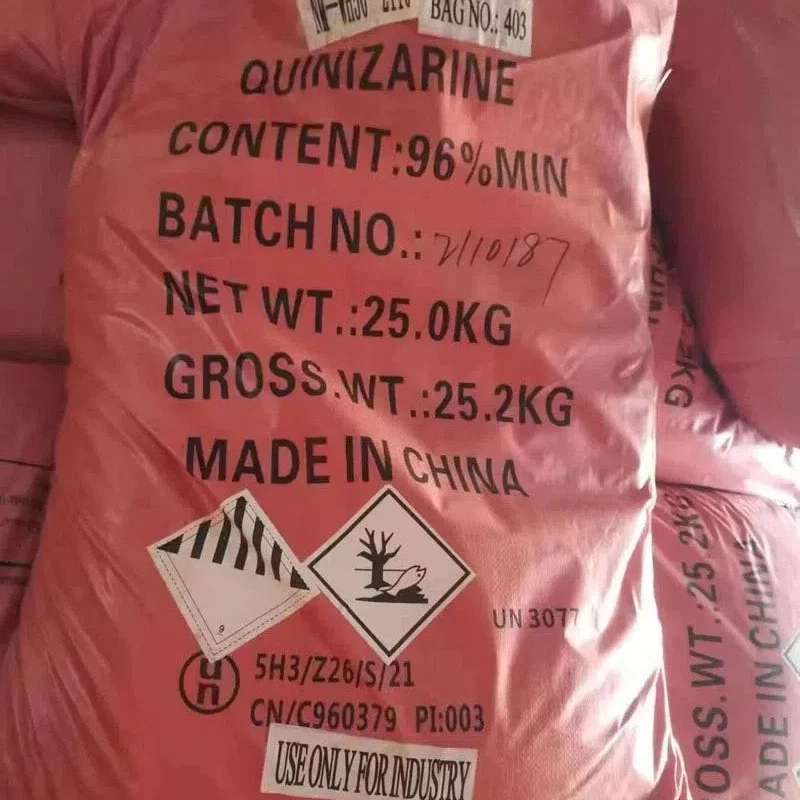 BAG NO.: 403
QUINIZARINE
CONTENT:96%MIN
BATCH NO.: 2110187
NET WT.:25.0KG
GROSS.WT.:25.2KG
MADE IN CHINA
9
UN 3077
un
5H3/Z26/S/21
CN/C960379 PI:003
USE ONLY FOR INDUSTRY
OSS.WT.:25.2KG
ADE IN CHINA